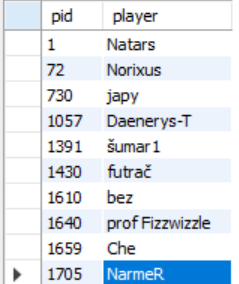 pid player
1 Natars
72 Norixus
730 japy
1057 Daenerys-T
1391 šumar1
1430 futrač
1610 bez
1640 prof Fizzwizzle
1659 Che
1705 NarmeR